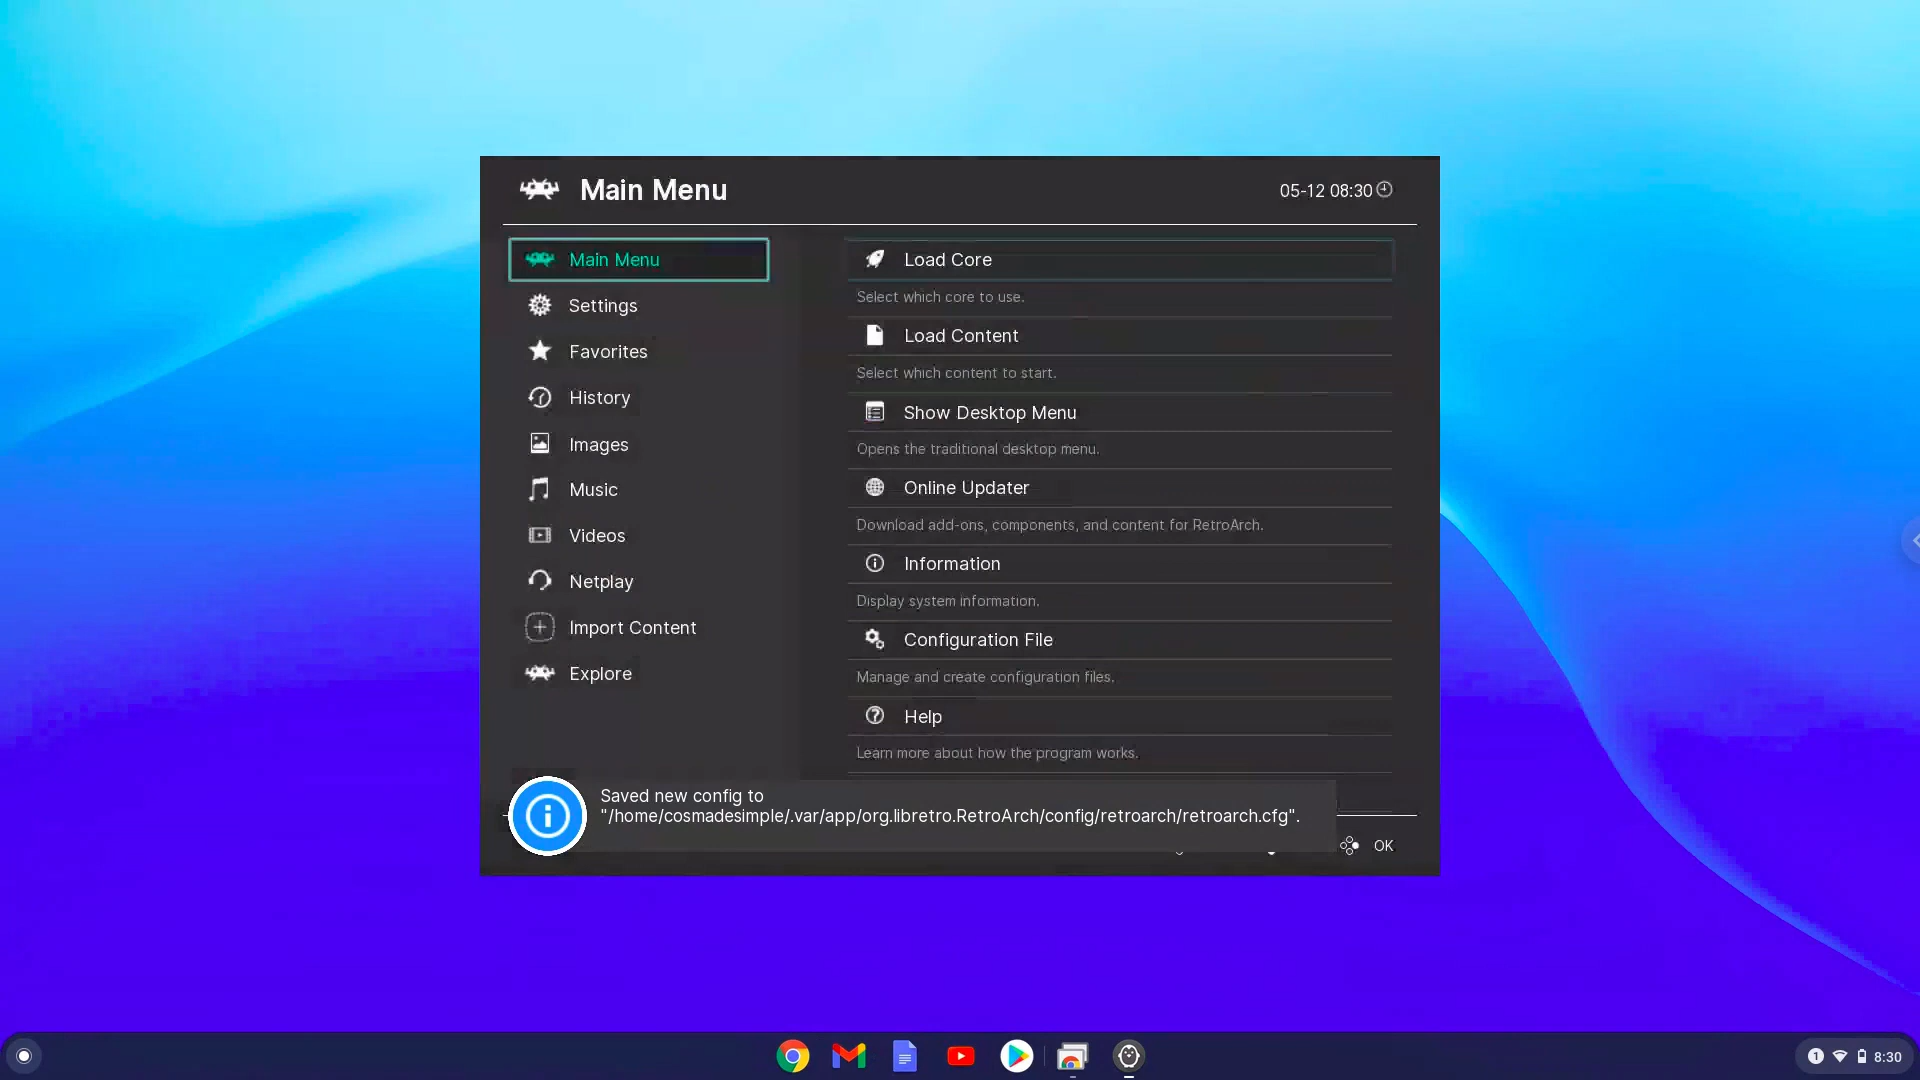 Main Menu
05-12 08:30
Main Menu
Settings
Favorites
History
Images
Music
Videos
Netplay
Import Content
Explore
Load Core
Select which core to use.
Load Content
Select which content to start.
Show Desktop Menu
Opens the traditional desktop menu.
Online Updater
Download add-ons, components, and content for RetroArch.
Information
Display system information.
Configuration File
Manage and create configuration files.
Help
Learn more about how the program works.
Saved new config to
"/home/cosmadesimple/.var/app/org.libretro.RetroArch/config/retroarch/retroarch.cfg".
OK
1 8:30